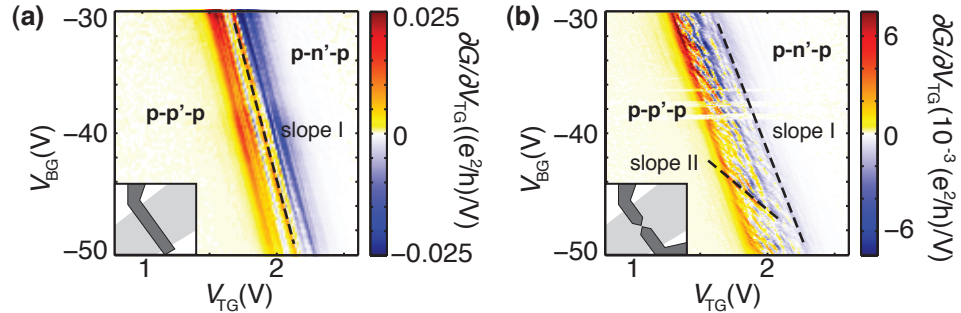 (a)
−30
−40
−50
V_BG(V)
p-p’-p
p-n’-p
slope I
1
2
V_TG(V)
0.025
0
−0.025
∂G/∂V_TG((e²/h)/V)
(b)
−30
−40
−50
V_BG(V)
p-p’-p
p-n’-p
slope I
slope II
1
2
V_TG(V)
6
0
−6
∂G/∂V_TG(10⁻³ (e²/h)/V)